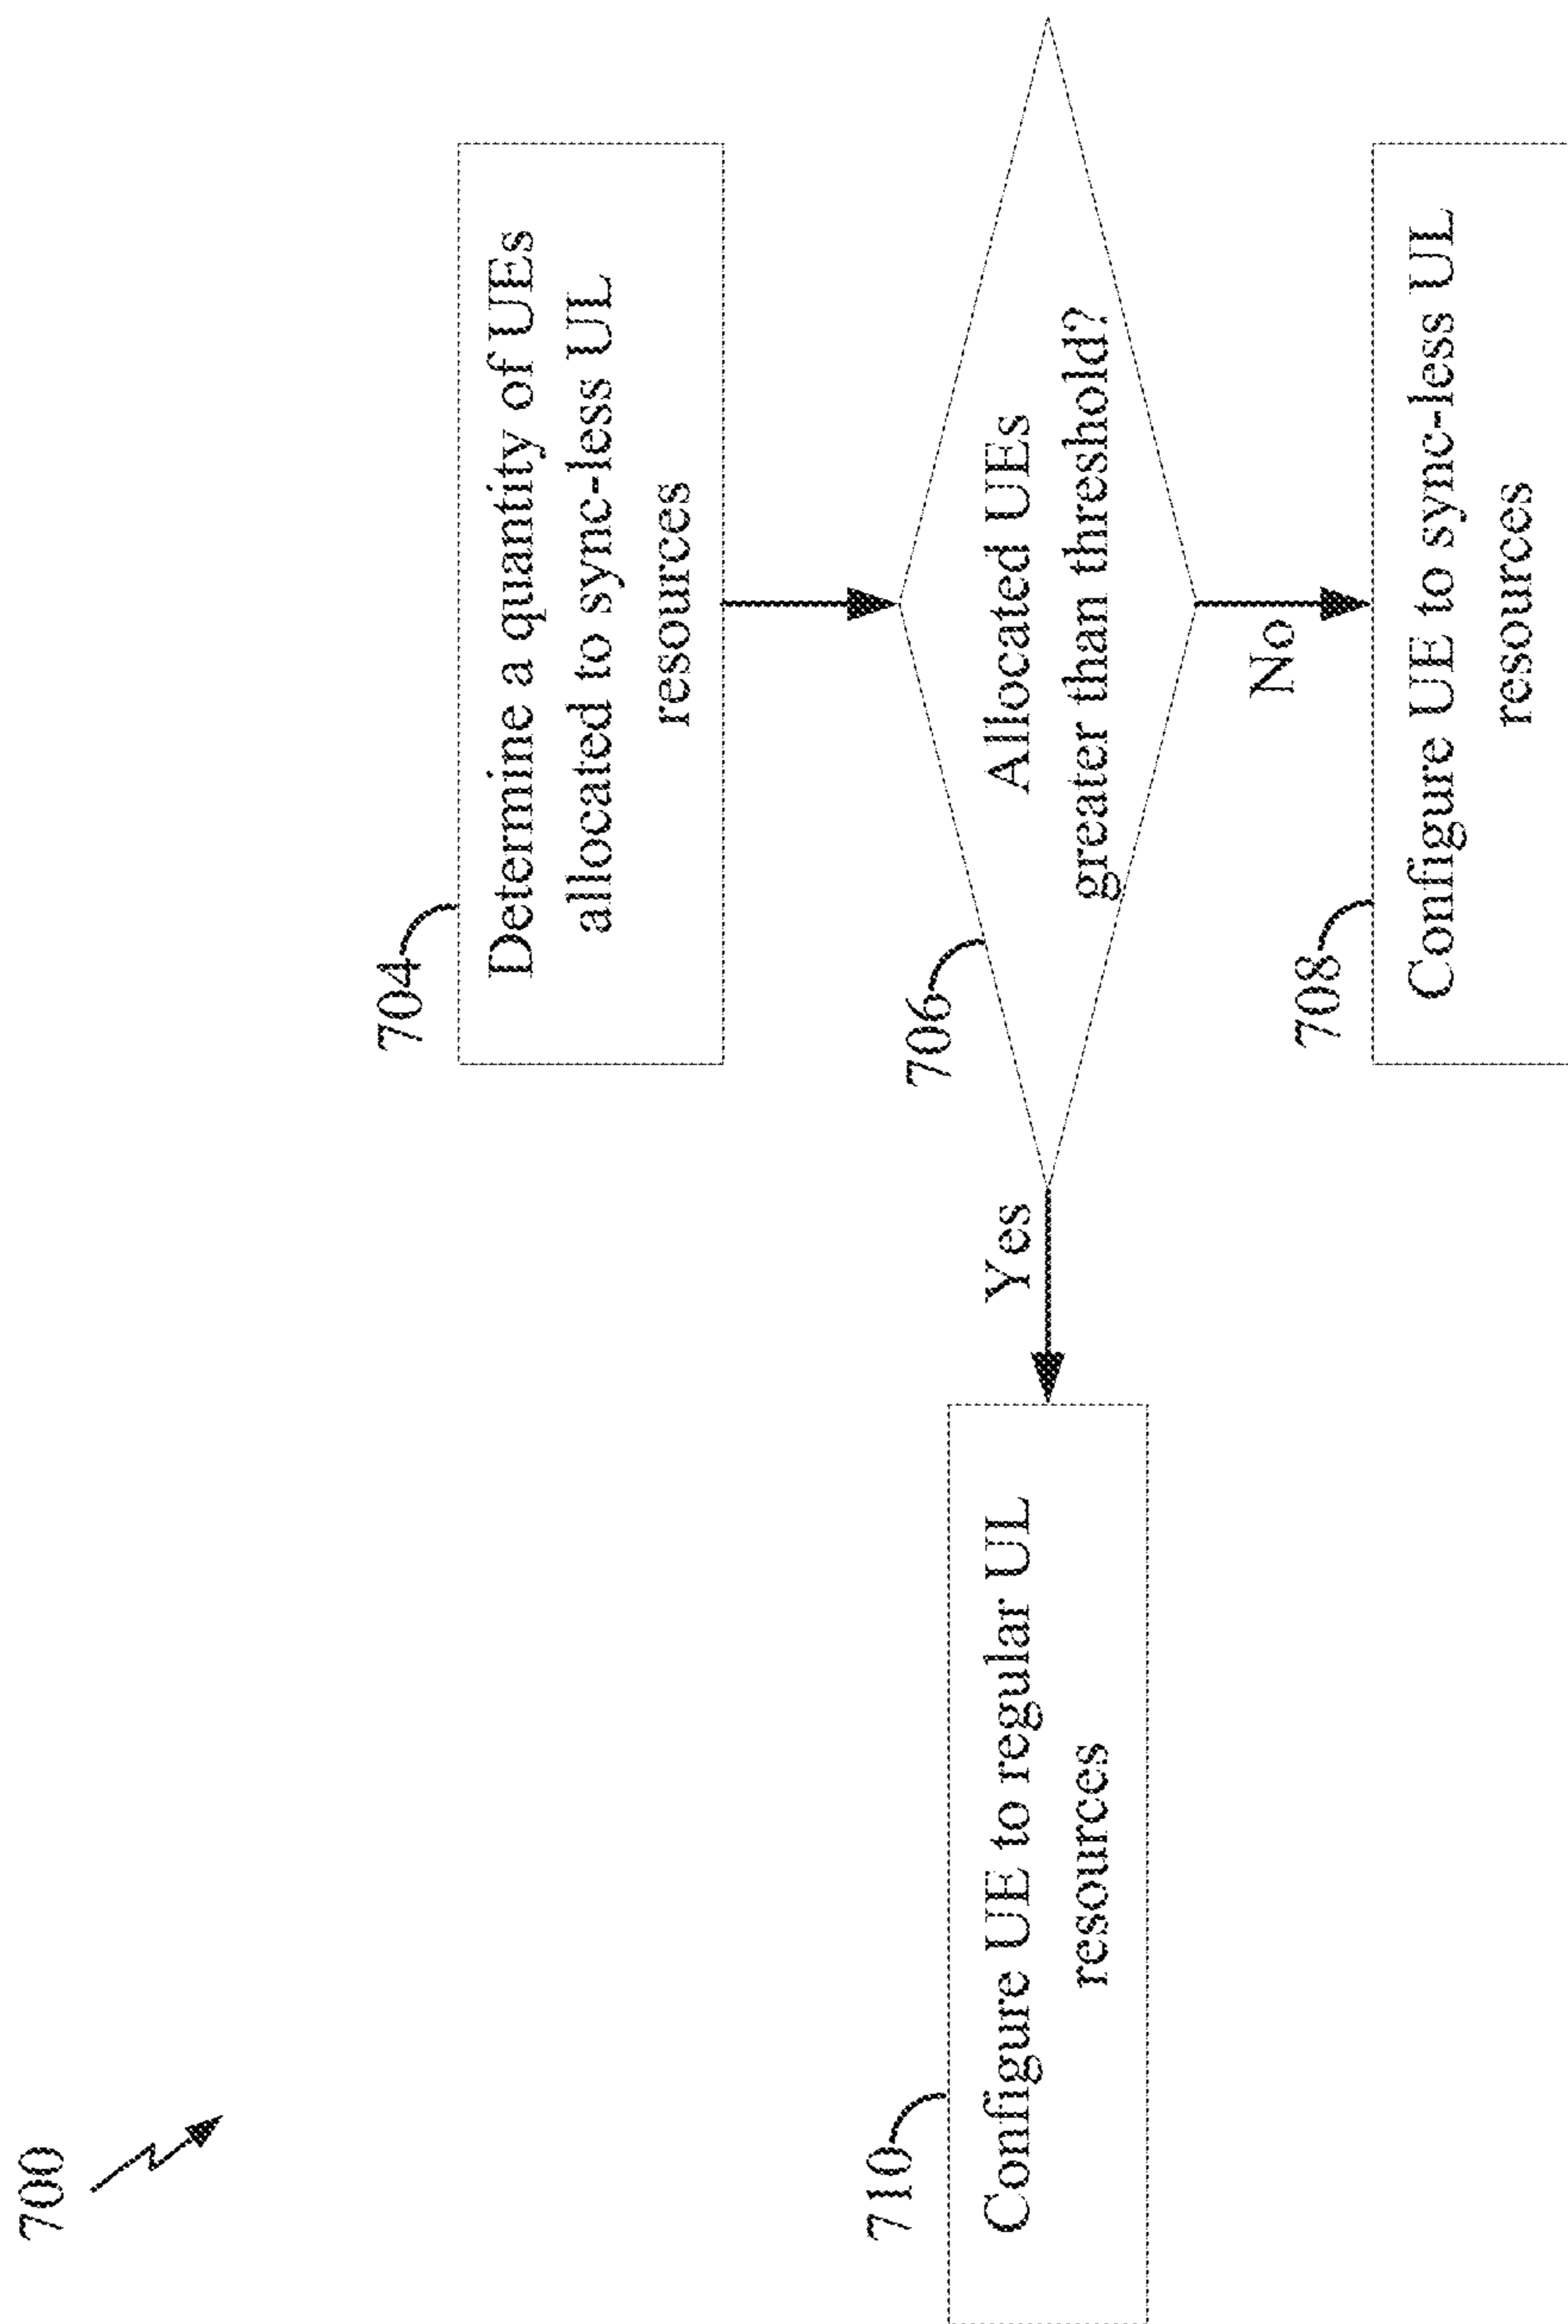 700
704
Determine a quantity of UEs
allocated to sync-less UL
resources
706
Allocated UEs
greater than threshold?
Yes
No
710
Configure UE to regular UL
resources
708
Configure UE to sync-less UL
resources